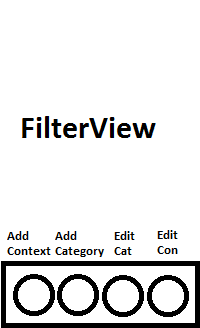 FilterView
Add Context
Add Category
Edit Cat
Edit Con